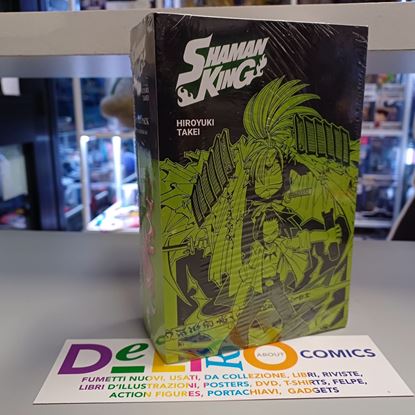 SHAMAN
KING
HIROYUKI
TAKEI
ABOUT COMICS
FUMETTI NUOVI, USATI, DA COLLEZIONE, LIBRI, RIVISTE,
LIBRI D'ILLUSTRAZIONI, POSTERS, DVD, T-SHIRTS, FELPE,
ACTION FIGURES, PORTACHIAVI, GADGETS